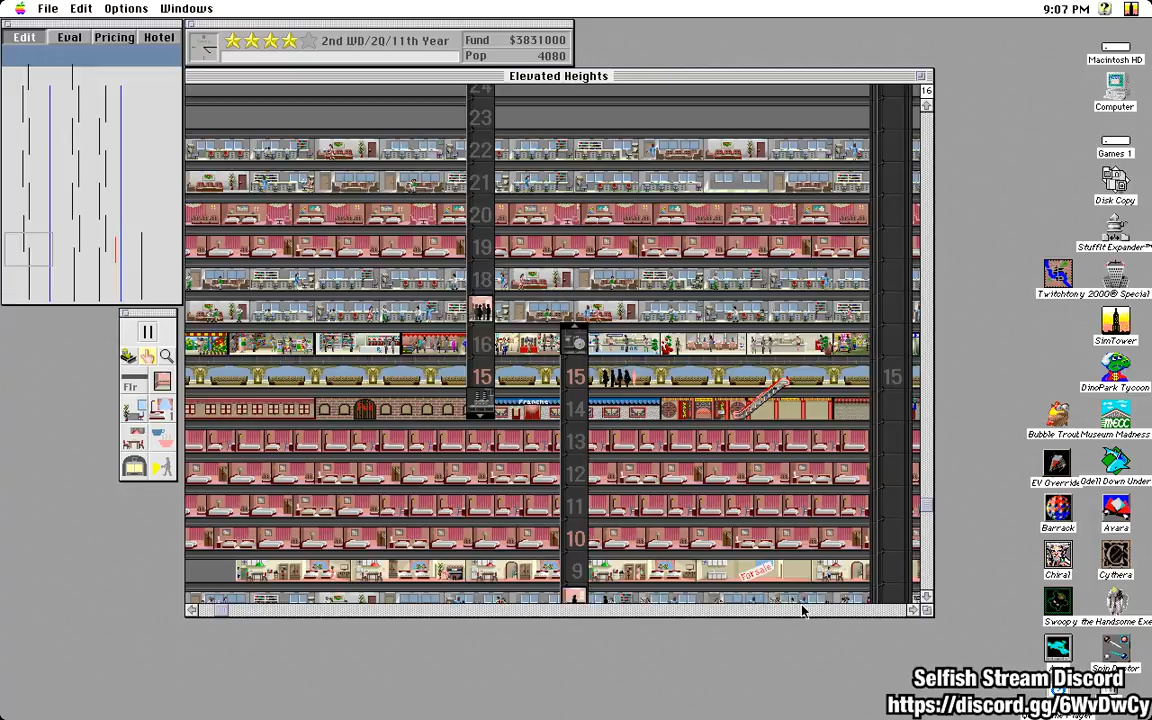 File Edit Options Windows
9:07 PM
Edit Eval Pricing Hotel
2nd WD/2Q/11th Year
Fund $3831000
Pop 4080
Elevated Heights
16
24
23
22
21
20
19
18
16
15 15 15
14
13
12
11
10
9
For sale
Flr
Macintosh HD
Computer
Games 1
Disk Copy
StuffIt Expander™
Twitchtony 2000® Special
SimTower
DinoPark Tycoon
Bubble Trout
Museum Madness
EV Override
Odell Down Under
Barrack
Avara
Chiral
Cythera
Swoopy the Handsome
Spin Doctor
Selfish Stream Discord
https://discord.gg/6WvDwCy